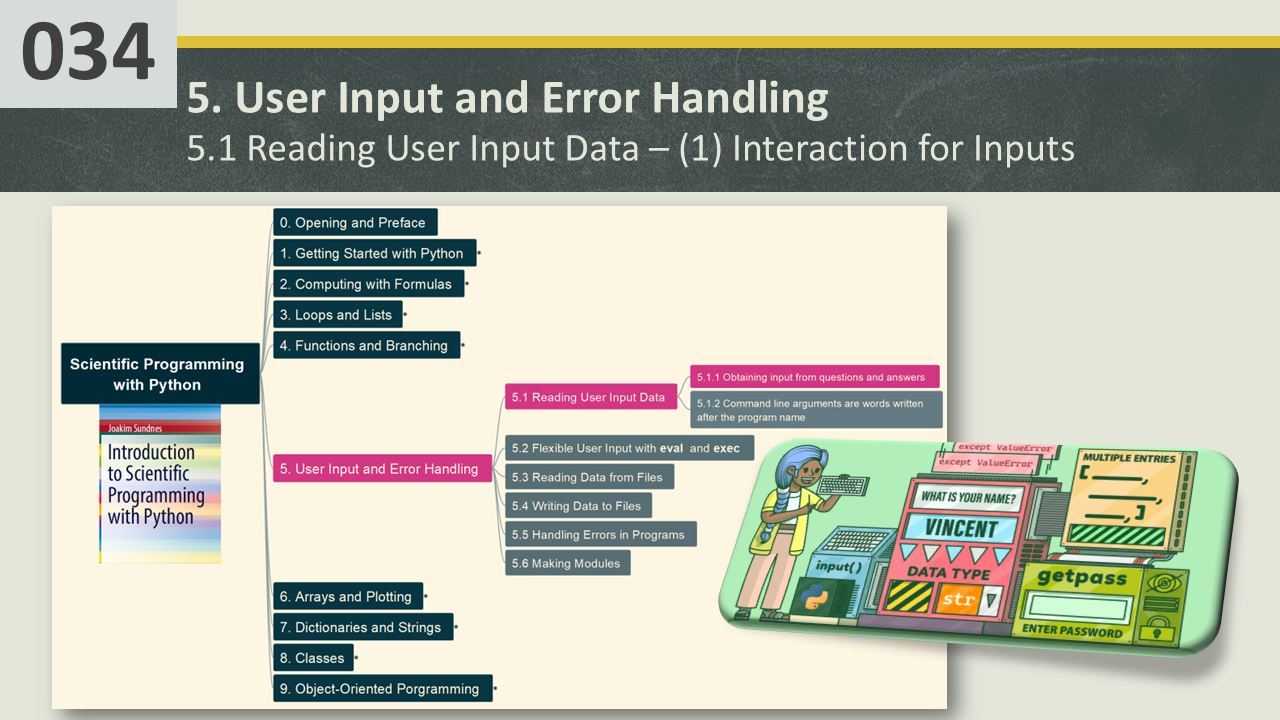 034
5. User Input and Error Handling
5.1 Reading User Input Data – (1) Interaction for Inputs
Scientific Programming
with Python
Joakim Sundnes
Introduction
to Scientific
Programming
with Python
0. Opening and Preface
1. Getting Started with Python
2. Computing with Formulas
3. Loops and Lists
4. Functions and Branching
5. User Input and Error Handling
5.1 Reading User Input Data
5.1.1 Obtaining input from questions and answers
5.1.2 Command line arguments are words written
after the program name
5.2 Flexible User Input with eval and exec
5.3 Reading Data from Files
5.4 Writing Data to Files
5.5 Handling Errors in Programs
5.6 Making Modules
6. Arrays and Plotting
7. Dictionaries and Strings
8. Classes
9. Object-Oriented Porgramming
except ValueError
except ValueError
WHAT IS YOUR NAME?
VINCENT
DATA TYPE
str
input()
MULTIPLE ENTRIES
[ __,
__,
__, ]
getpass
ENTER PASSWORD